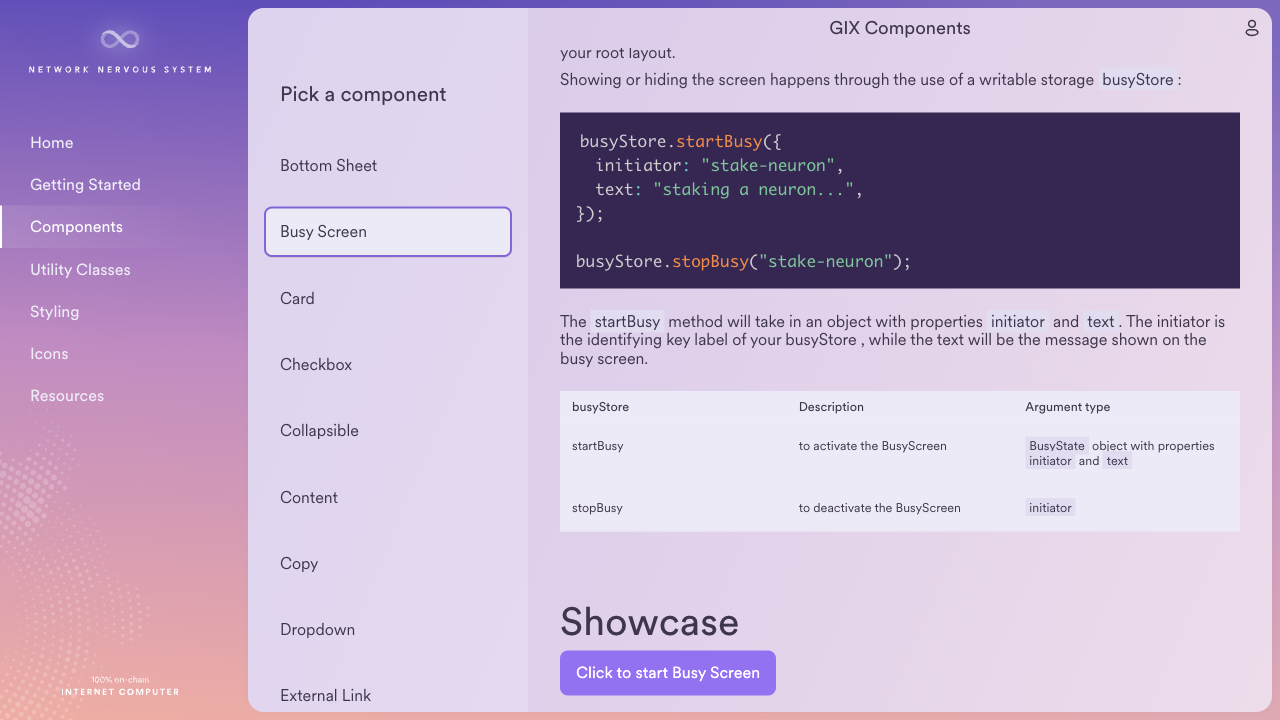 NETWORK NERVOUS SYSTEM
Home
Getting Started
Components
Utility Classes
Styling
Icons
Resources
100% on-chain
INTERNET COMPUTER
Pick a component
Bottom Sheet
Busy Screen
Card
Checkbox
Collapsible
Content
Copy
Dropdown
External Link
GIX Components
your root layout.
Showing or hiding the screen happens through the use of a writable storage busyStore :
busyStore.startBusy({
initiator: "stake-neuron",
text: "staking a neuron...",
});
busyStore.stopBusy("stake-neuron");
The startBusy method will take in an object with properties initiator and text . The initiator is
the identifying key label of your busyStore , while the text will be the message shown on the
busy screen.
busyStore Description Argument type
startBusy to activate the BusyScreen BusyState object with properties
initiator and text
stopBusy to deactivate the BusyScreen initiator
Showcase
Click to start Busy Screen